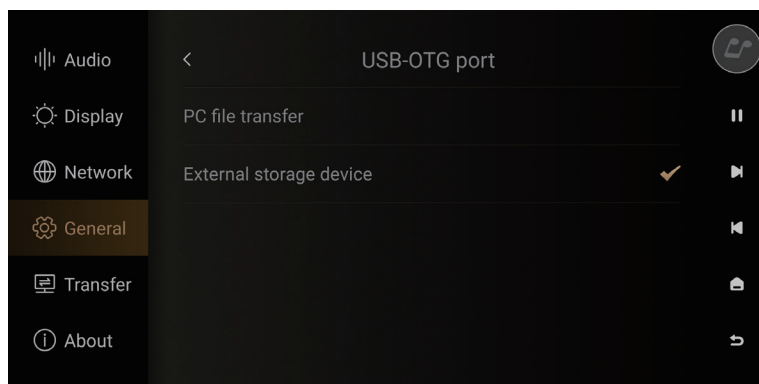 Audio
Display
Network
General
Transfer
About
USB-OTG port
PC file transfer
External storage device